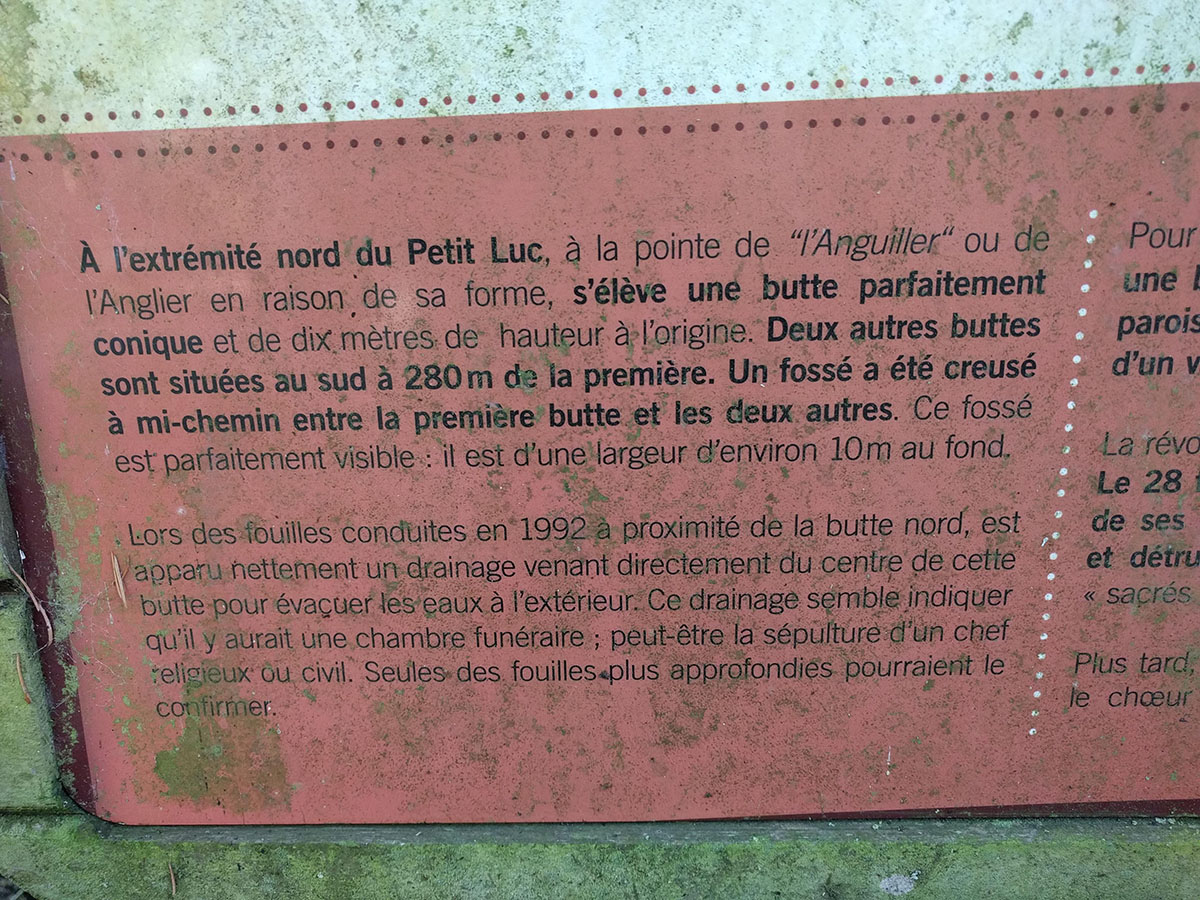 À l'extrémité nord du Petit Luc, à la pointe de "l'Anguiller" ou de
l'Anglier en raison de sa forme, s'élève une butte parfaitement
conique et de dix mètres de hauteur à l'origine. Deux autres buttes
sont situées au sud à 280m de la première. Un fossé a été creusé
à mi-chemin entre la première butte et les deux autres. Ce fossé
est parfaitement visible : il est d'une largeur d'environ 10m au fond.
Lors des fouilles conduites en 1992 à proximité de la butte nord, est
apparu nettement un drainage venant directement du centre de cette
butte pour évacuer les eaux à l'extérieur. Ce drainage semble indiquer
qu'il y aurait une chambre funéraire ; peut-être la sépulture d'un chef
religieux ou civil. Seules des fouilles plus approfondies pourraient le
confirmer.
Pour
une
parois
d'un
La
Le 28
de ses
et
« sacrés
Plus tard,
le chœur